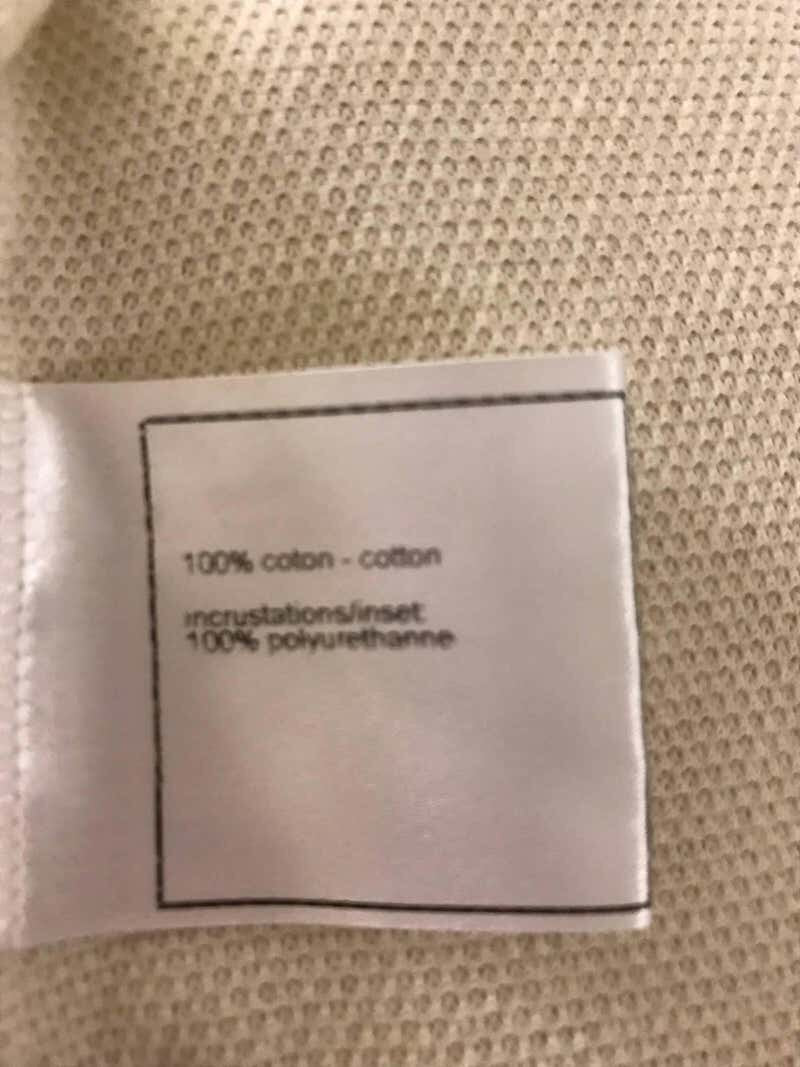 100% coton - cotton
incrustations/inset
100% polyurethanne